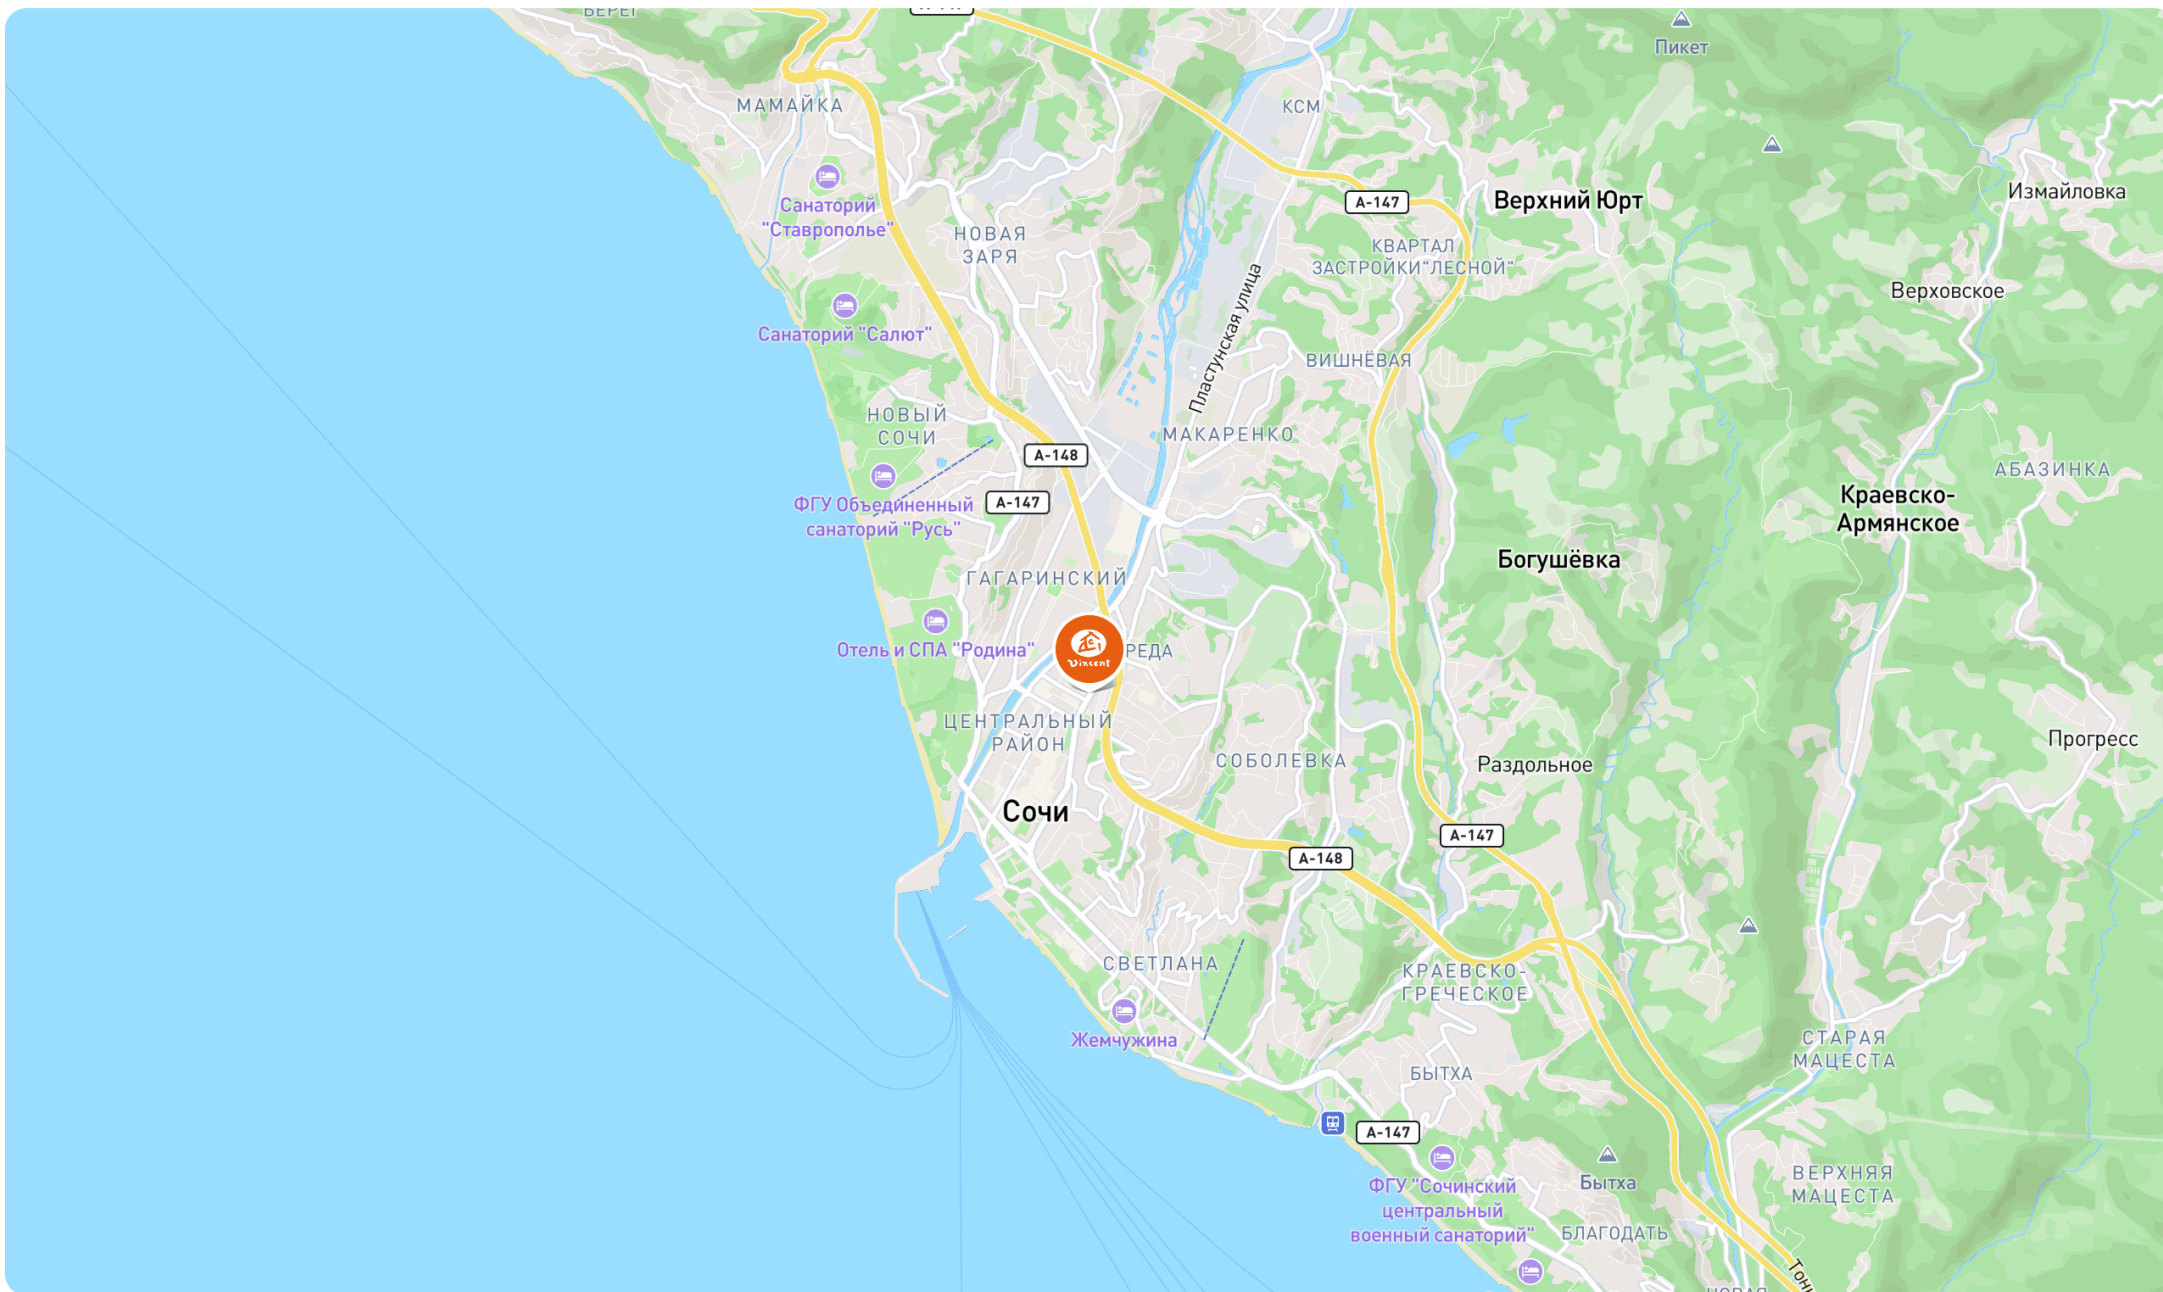 БЕРЕГ
МАМАЙКА
КСМ
Пикет
Санаторий
"Ставрополье"
А-147
Верхний Юрт
Измайловка
НОВАЯ
ЗАРЯ
КВАРТАЛ
ЗАСТРОЙКИ"ЛЕСНОЙ"
Верховское
Санаторий "Салют"
Пластунская улица
ВИШНЁВАЯ
НОВЫЙ
СОЧИ
МАКАРЕНКО
А-148
АБАЗИНКА
ФГУ Объединенный
санаторий "Русь"
А-147
Краевско-
Армянское
Богушёвка
ГАГАРИНСКИЙ
Отель и СПА "Родина"
Vincent
РЕДА
ЦЕНТРАЛЬНЫЙ
РАЙОН
СОБОЛЕВКА
Раздольное
Прогресс
Сочи
А-147
А-148
СВЕТЛАНА
КРАЕВСКО-
ГРЕЧЕСКОЕ
Жемчужина
СТАРАЯ
МАЦЕСТА
БЫТХА
А-147
ФГУ "Сочинский
центральный
военный санаторий"
Бытха
ВЕРХНЯЯ
МАЦЕСТА
БЛАГОДАТЬ